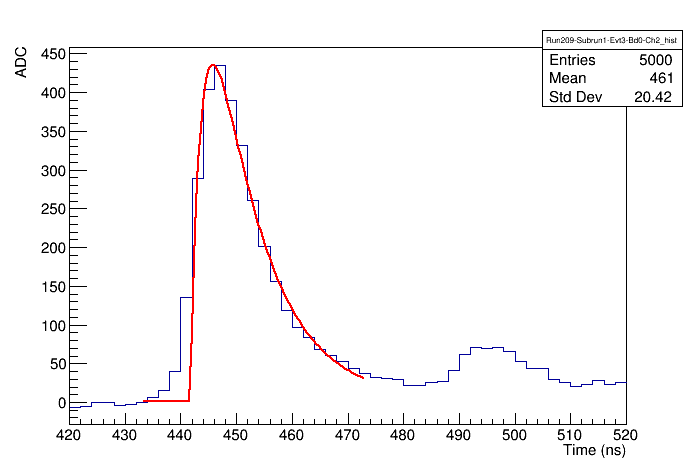 Run209-Subrun1-Evt3-Bd0-Ch2_hist
Entries 5000
Mean 461
Std Dev 20.42
ADC
450
400
350
300
250
200
150
100
50
0
420 430 440 450 460 470 480 490 500 510 520
Time (ns)